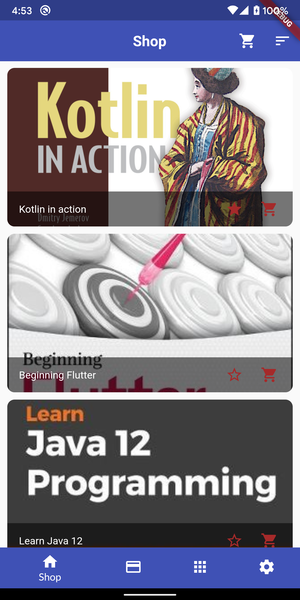 4:53
100%
BUG
Shop
Kotlin
IN ACTION
Kotlin in action
Dmitry Jemerov
Beginning
Beginning Flutter
Flutter
Learn
Java 12
Programming
Learn Java 12
Shop